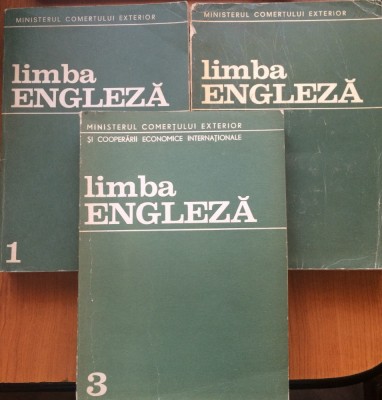 MINISTERUL COMERȚULUI EXTERIOR
limba
ENGLEZĂ
1
MINISTERUL COMERȚULUI EXTERIOR
limba
ENGLEZĂ
MINISTERUL COMERȚULUI EXTERIOR
ȘI COOPERĂRII ECONOMICE INTERNAȚIONALE
limba
ENGLEZĂ
3